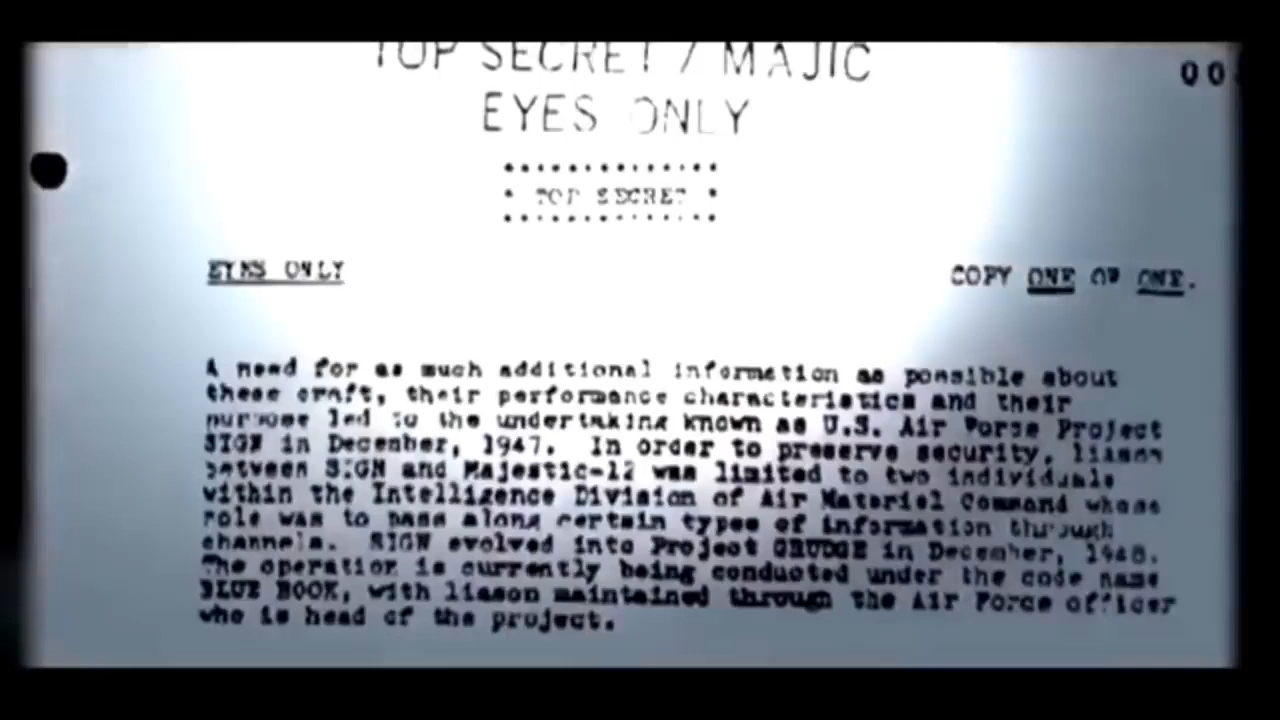 TOP SECRET / MAJIC
EYES ONLY
00
* TOP SECRET *
EYES ONLY
COPY ONE OF ONE.
A need for as much additional information as possible about
these craft, their performance characteristics and their
purpose led to the undertaking known as U.S. Air Force Project
SIGN in December, 1947. In order to preserve security, liason
between SIGN and Majestic-12 was limited to two individuals
within the Intelligence Division of Air Materiel Command whose
role was to pass along certain types of information through
channels. SIGN evolved into Project GRUDGE in December, 1948.
The operation is currently being conducted under the code name
BLUE BOOK, with liason maintained through the Air Force officer
who is head of the project.